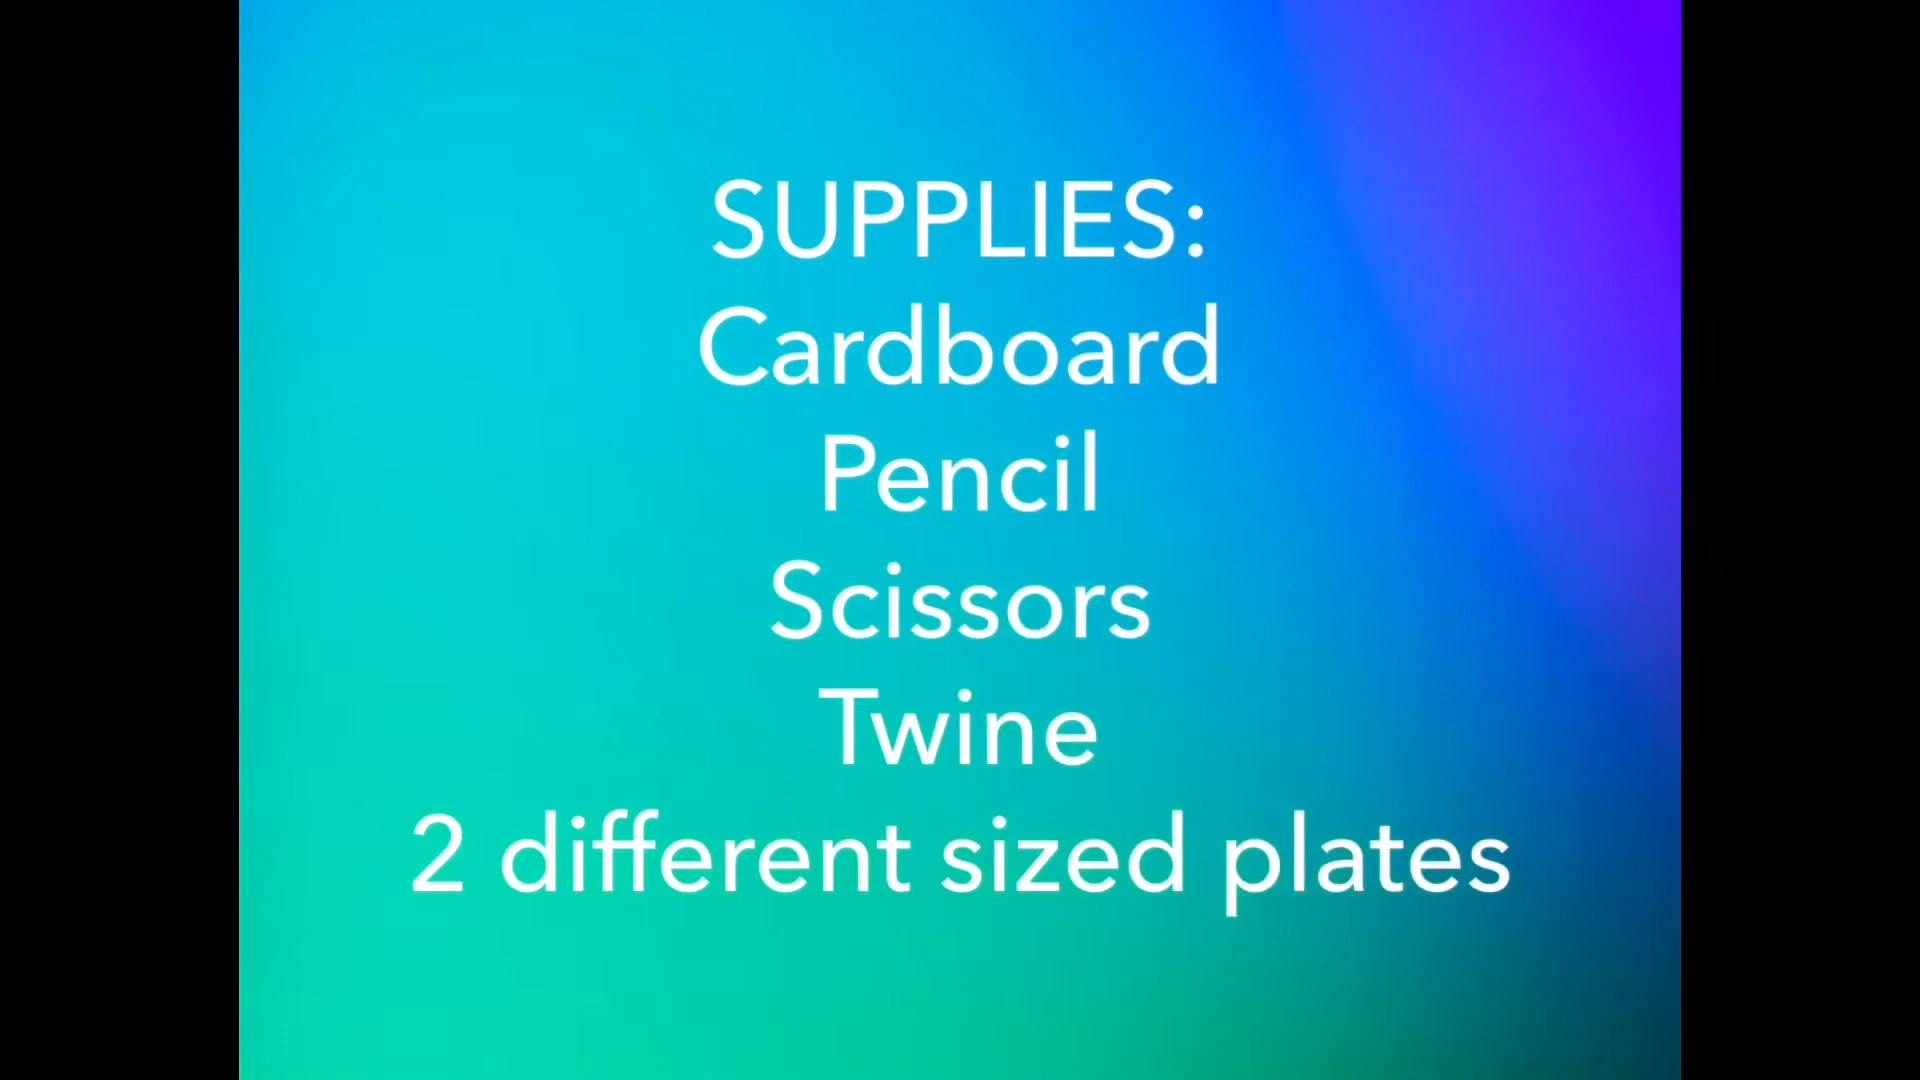 SUPPLIES:
Cardboard
Pencil
Scissors
Twine
2 different sized plates